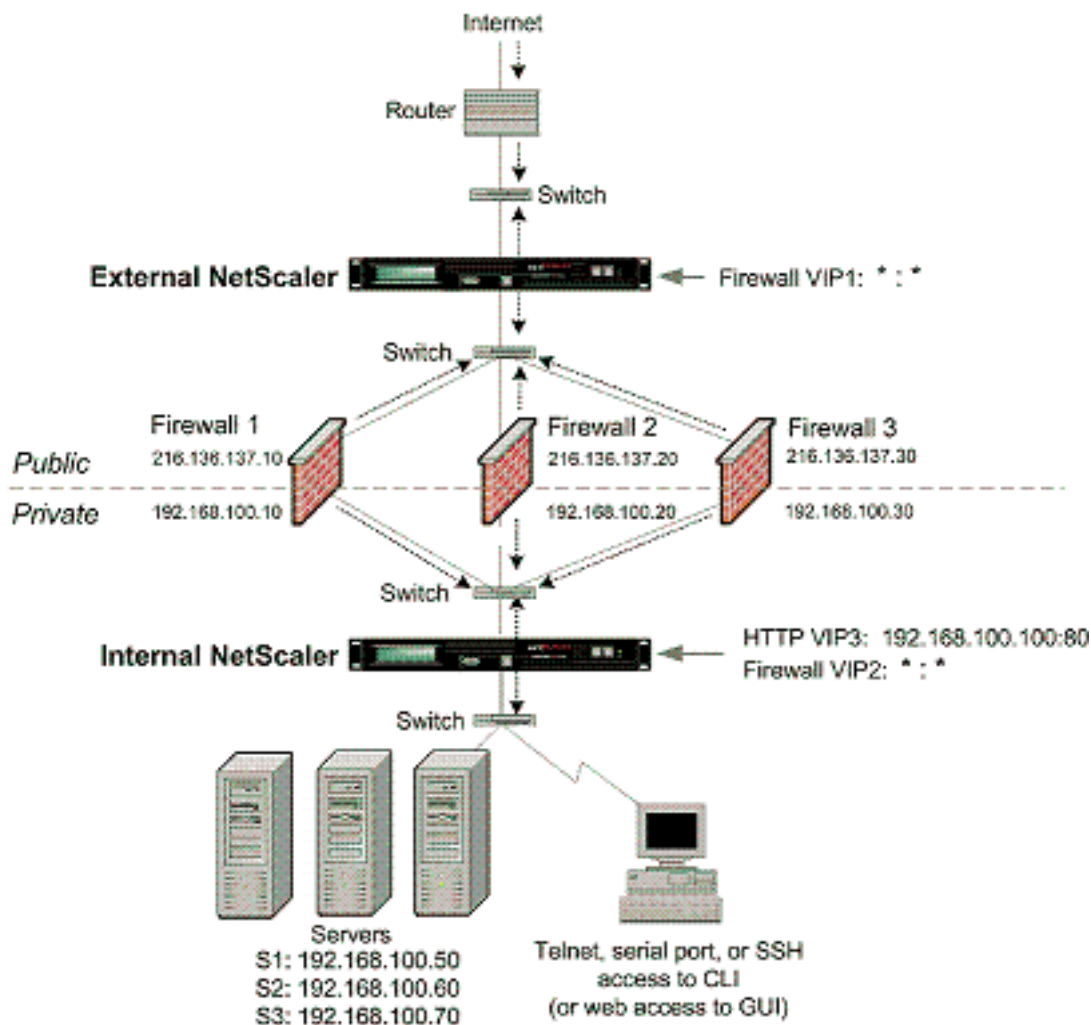 Internet
Router
Switch
External NetScaler
Firewall VIP1: * : *
Switch
Firewall 1
Firewall 2
Firewall 3
Public
216.136.137.10
216.136.137.20
216.136.137.30
Private
192.168.100.10
192.168.100.20
192.168.100.30
Switch
Internal NetScaler
HTTP VIP3: 192.168.100.100:80
Firewall VIP2: * : *
Switch
Servers
S1: 192.168.100.50
S2: 192.168.100.60
S3: 192.168.100.70
Telnet, serial port, or SSH
access to CLI
(or web access to GUI)